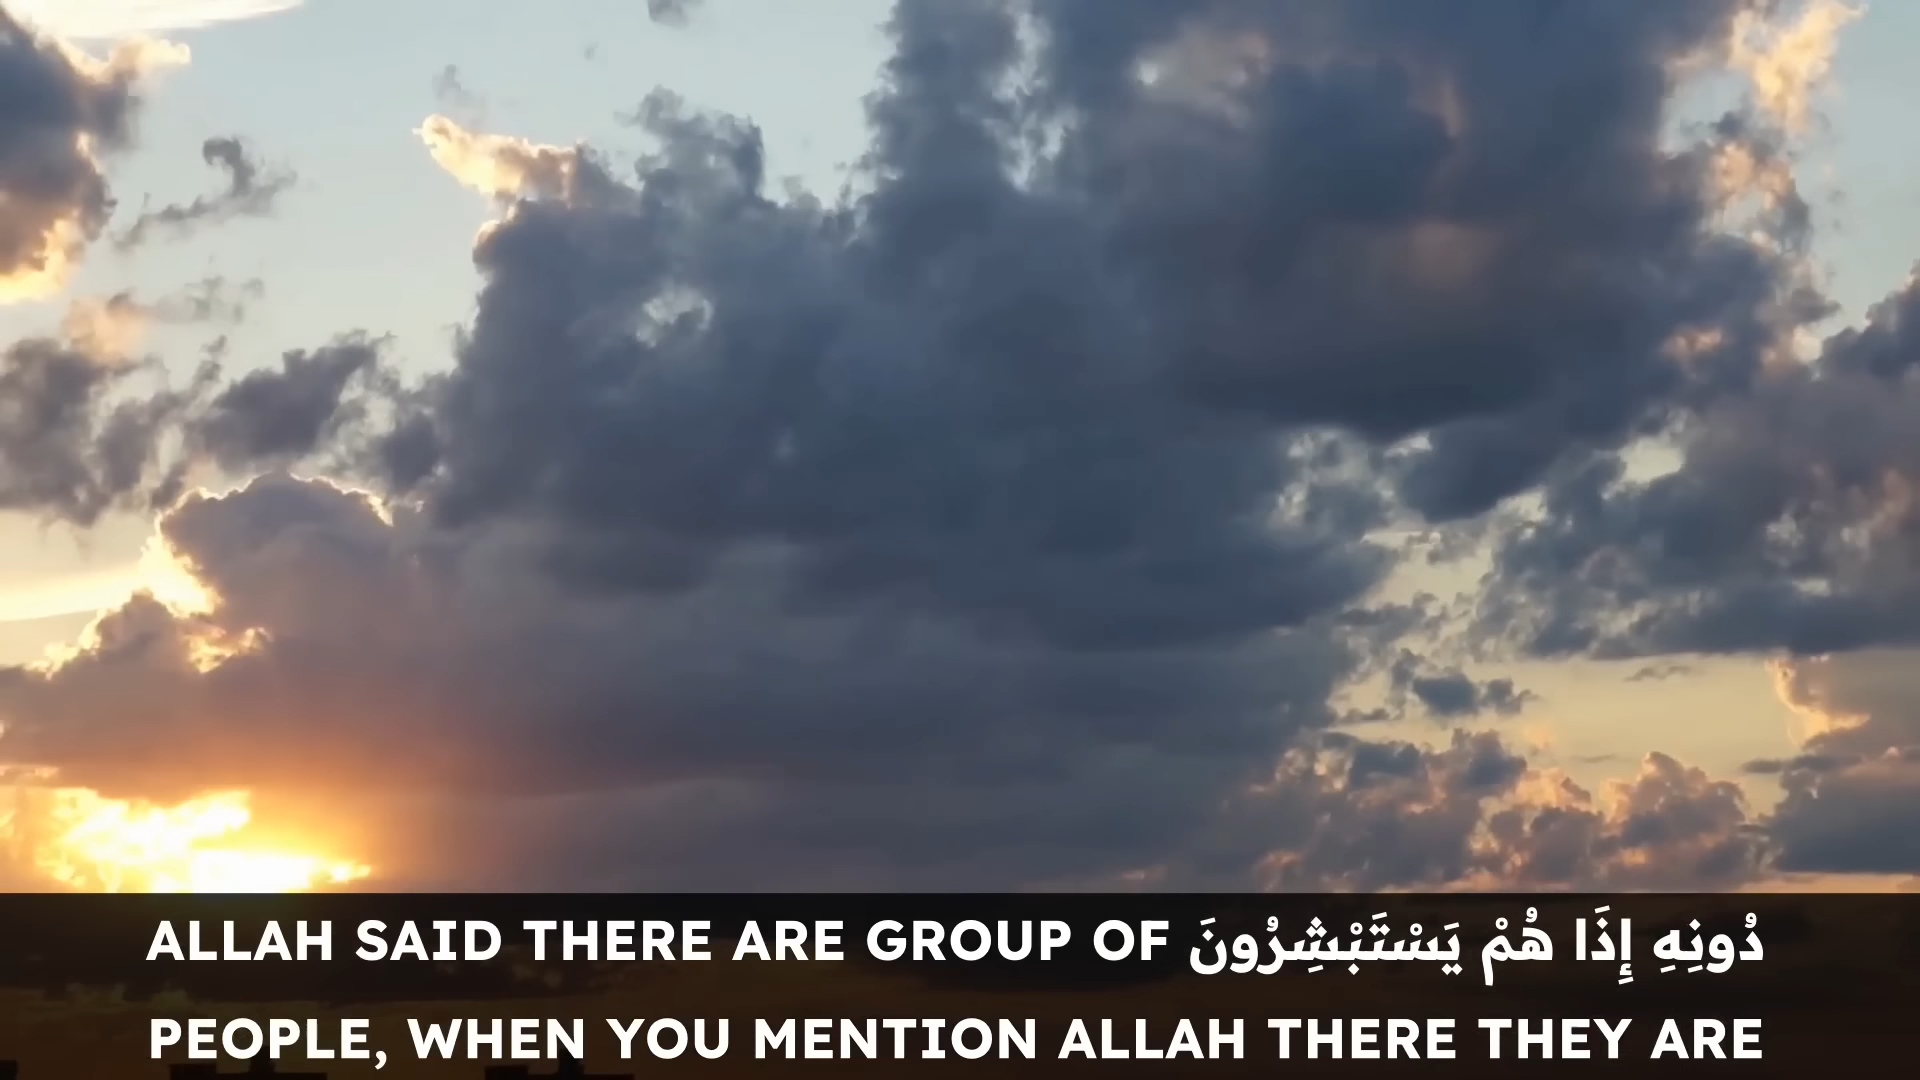 دُونِهِ إِذَا هُمْ يَسْتَبْشِرُونَ ALLAH SAID THERE ARE GROUP OF
PEOPLE, WHEN YOU MENTION ALLAH THERE THEY ARE